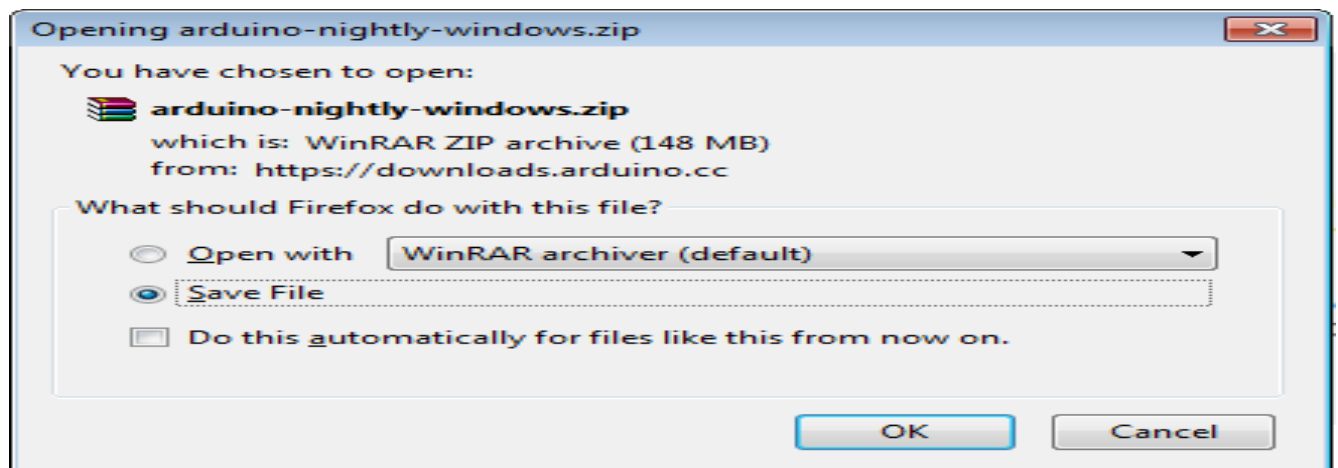 Opening arduino-nightly-windows.zip
You have chosen to open:
arduino-nightly-windows.zip
which is: WinRAR ZIP archive (148 MB)
from: https://downloads.arduino.cc
What should Firefox do with this file?
Open with WinRAR archiver (default)
Save File
Do this automatically for files like this from now on.
OK Cancel